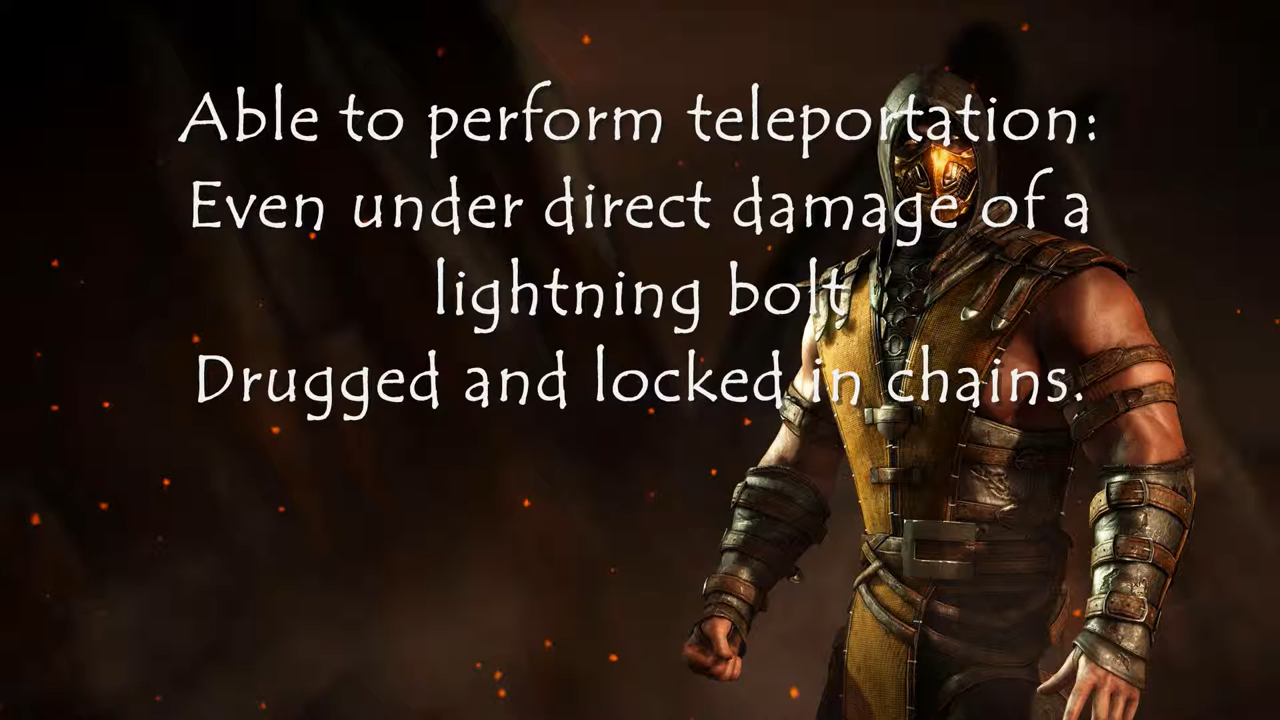 Able to perform teleportation:
Even under direct damage of a
lightning bolt
Drugged and locked in chains.